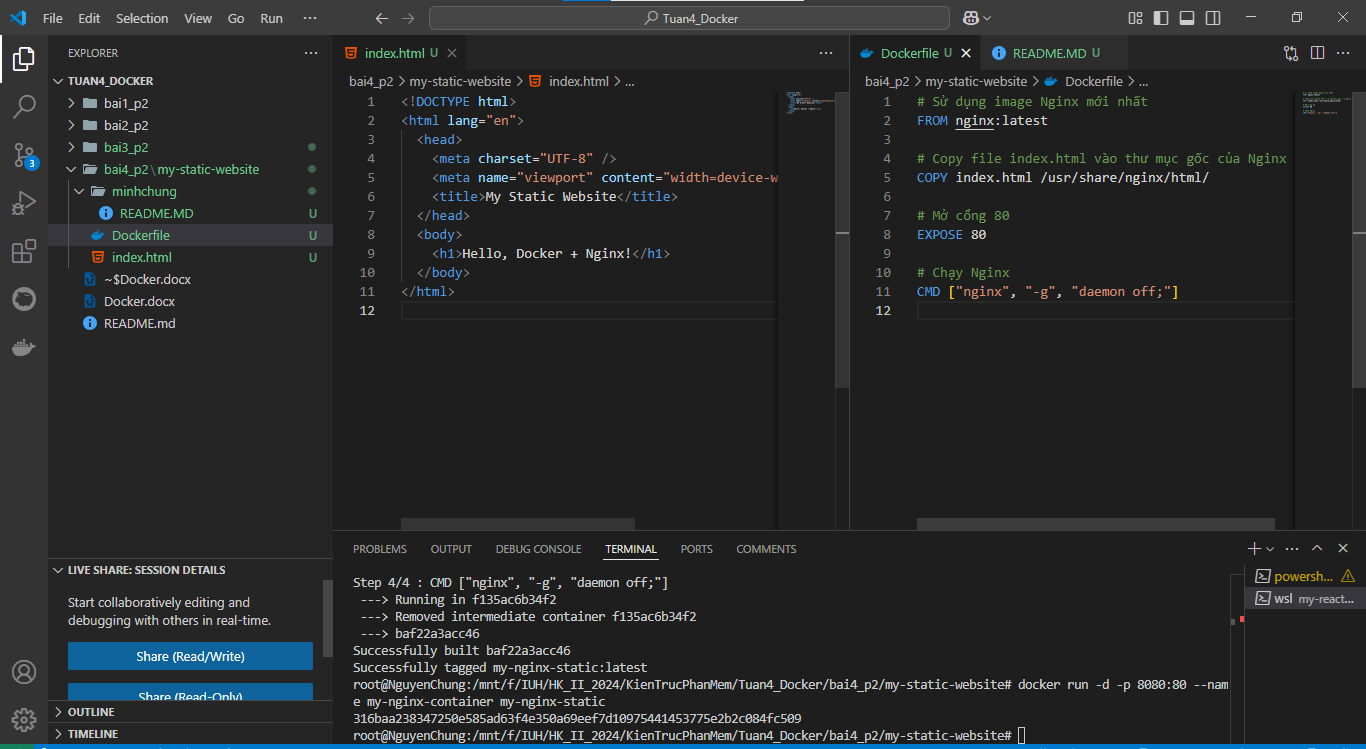 File Edit Selection View Go Run ...
Tuan4_Docker
EXPLORER
TUAN4_DOCKER
bai1_p2
bai2_p2
bai3_p2
bai4_p2\my-static-website
minhchung
README.MD U
Dockerfile U
index.html U
~$Docker.docx
Docker.docx
README.md
3
LIVE SHARE: SESSION DETAILS
Start collaboratively editing and
debugging with others in real-time.
Share (Read/Write)
Share (Read-Only)
OUTLINE
TIMELINE
index.html U
bai4_p2 > my-static-website > index.html > ...
1 <!DOCTYPE html>
2 <html lang="en">
3 <head>
4 <meta charset="UTF-8" />
5 <meta name="viewport" content="width=device-w
6 <title>My Static Website</title>
7 </head>
8 <body>
9 <h1>Hello, Docker + Nginx!</h1>
10 </body>
11 </html>
12
Dockerfile U README.MD U
bai4_p2 > my-static-website > Dockerfile > ...
1 # Sử dụng image Nginx mới nhất
2 FROM nginx:latest
3
4 # Copy file index.html vào thư mục gốc của Nginx
5 COPY index.html /usr/share/nginx/html/
6
7 # Mở cổng 80
8 EXPOSE 80
9
10 # Chạy Nginx
11 CMD ["nginx", "-g", "daemon off;"]
12
PROBLEMS OUTPUT DEBUG CONSOLE TERMINAL PORTS COMMENTS
Step 4/4 : CMD ["nginx", "-g", "daemon off;"]
---> Running in f135ac6b34f2
---> Removed intermediate container f135ac6b34f2
---> baf22a3acc46
Successfully built baf22a3acc46
Successfully tagged my-nginx-static:latest
root@NguyenChung:/mnt/f/IUH/HK_II_2024/KienTrucPhanMem/Tuan4_Docker/bai4_p2/my-static-website# docker run -d -p 8080:80 --nam
e my-nginx-container my-nginx-static
316baa238347250e585ad63f4e350a69eef7d10975441453775e2b2c084fc509
root@NguyenChung:/mnt/f/IUH/HK_II_2024/KienTrucPhanMem/Tuan4_Docker/bai4_p2/my-static-website#
powersh...
wsl my-react...